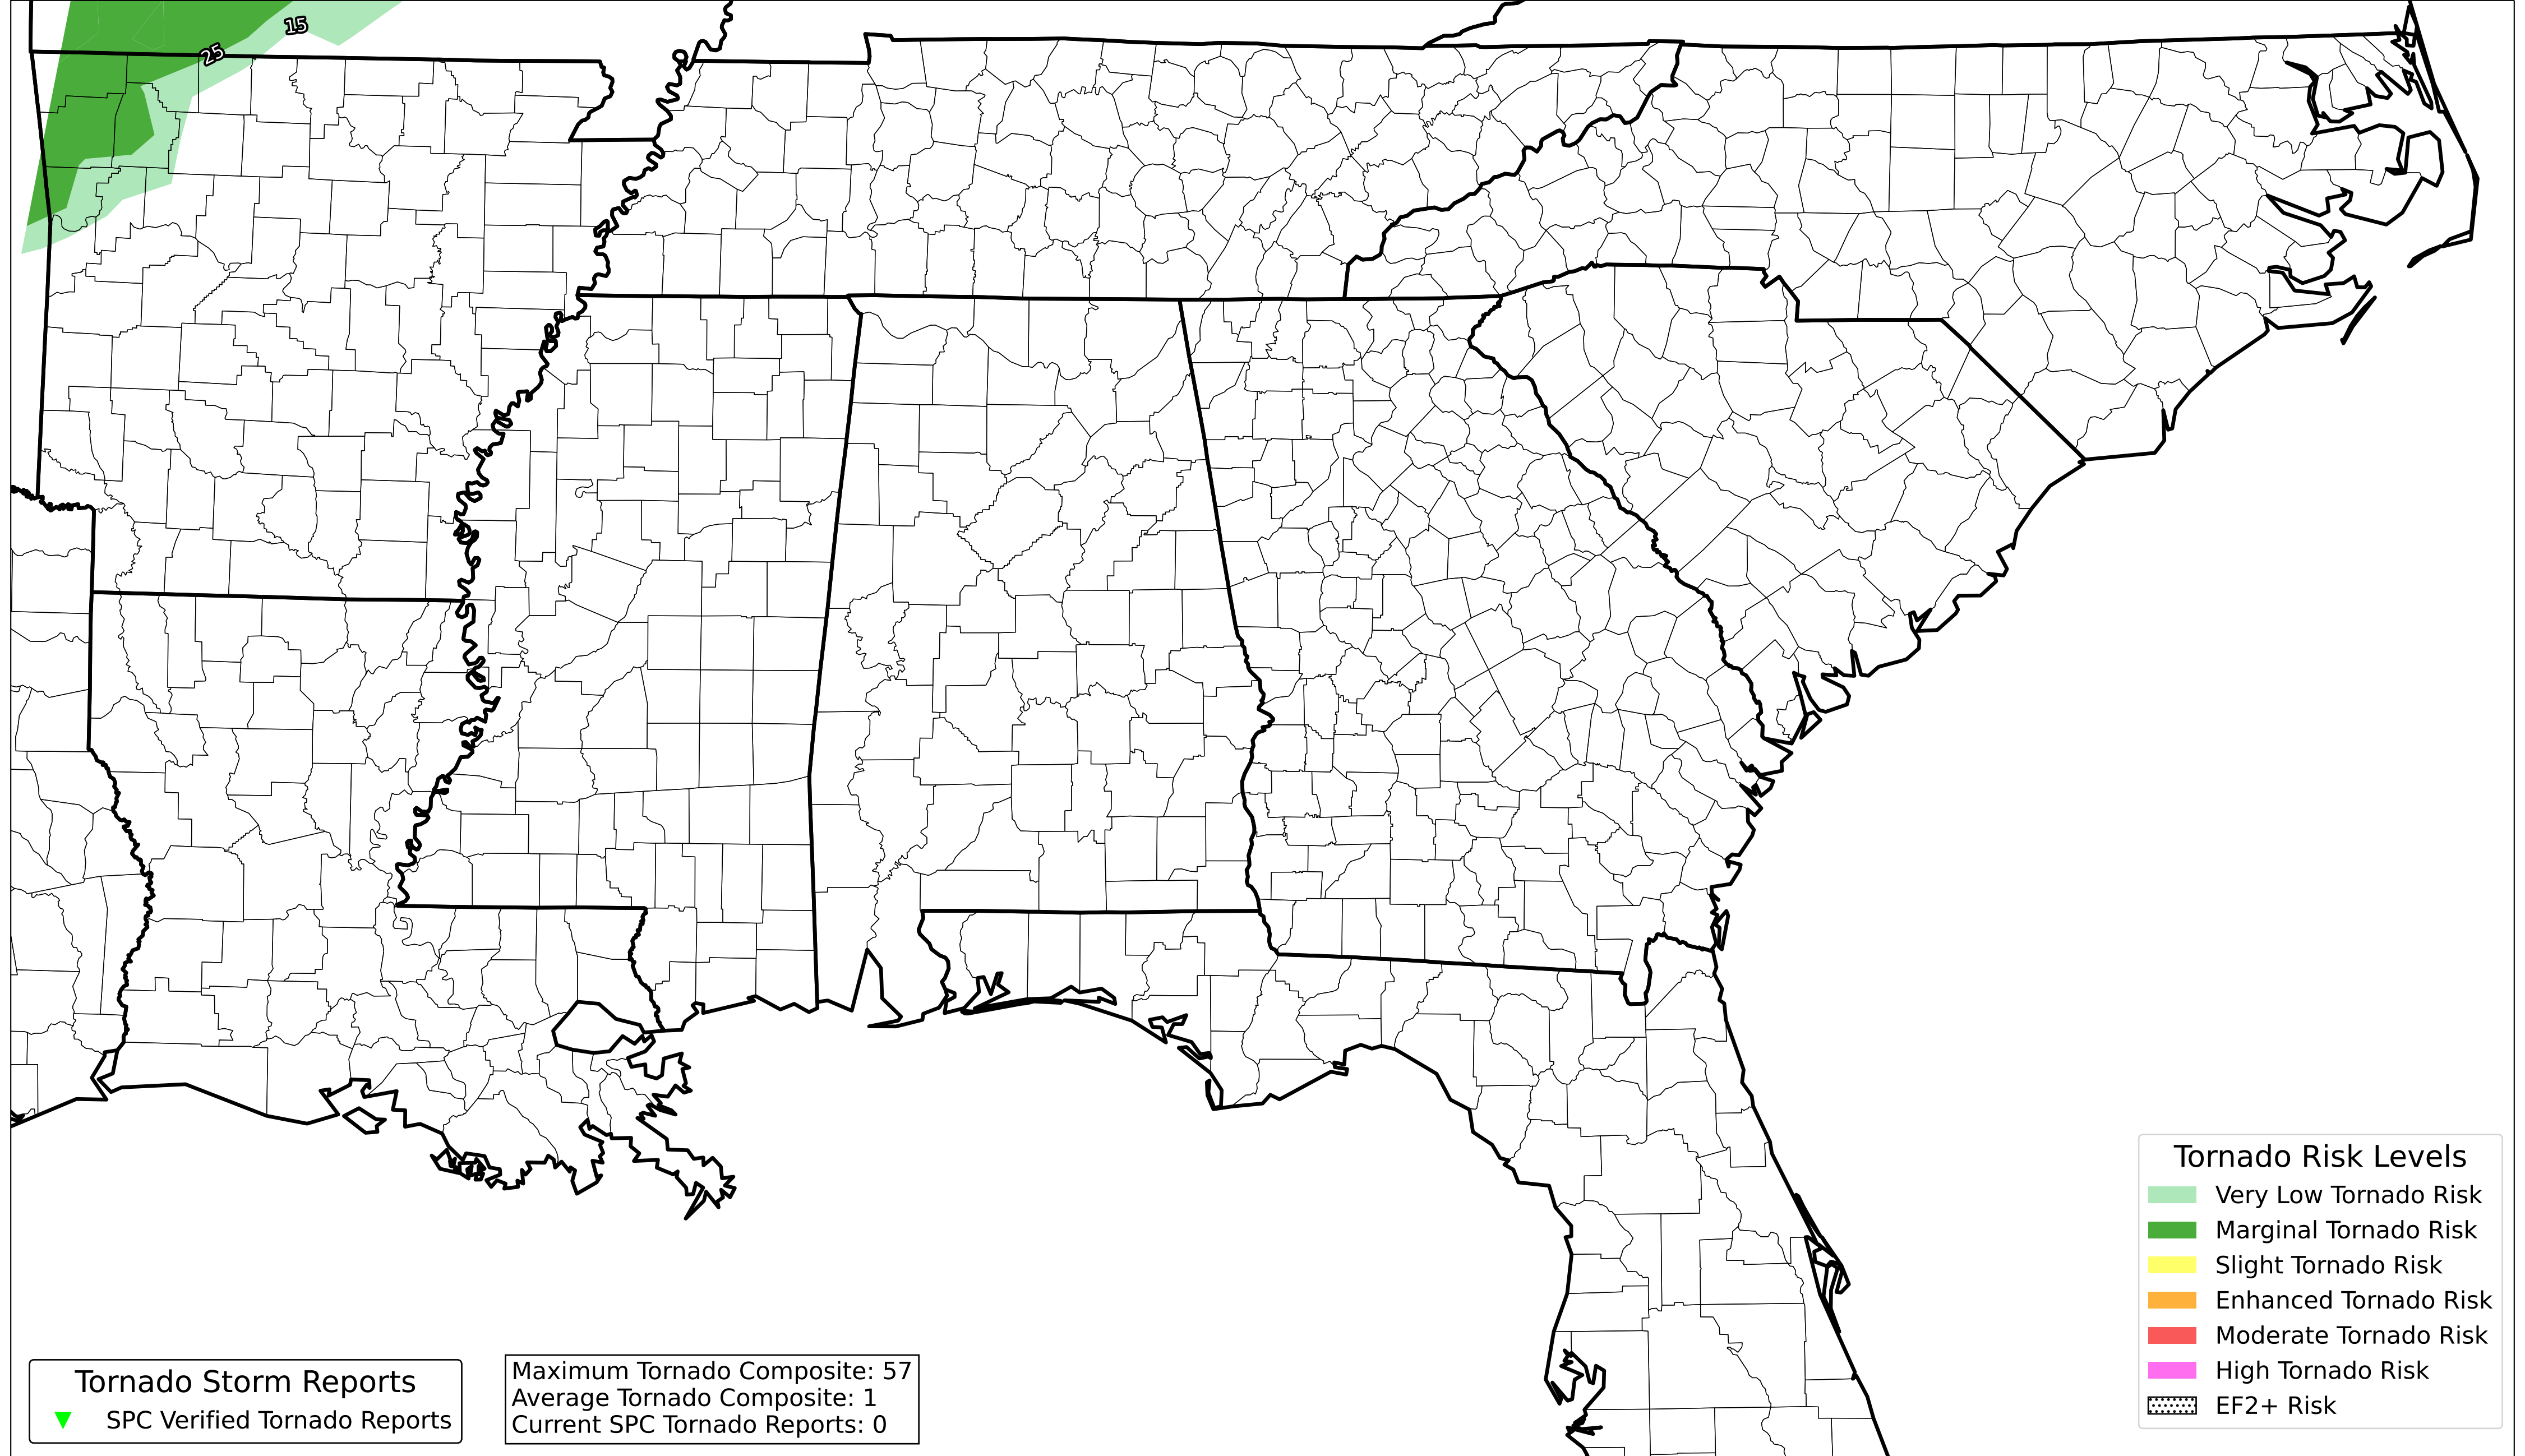 15
25
Tornado Risk Levels
Very Low Tornado Risk
Marginal Tornado Risk
Slight Tornado Risk
Enhanced Tornado Risk
Moderate Tornado Risk
High Tornado Risk
EF2+ Risk
Tornado Storm Reports
SPC Verified Tornado Reports
Maximum Tornado Composite: 57
Average Tornado Composite: 1
Current SPC Tornado Reports: 0